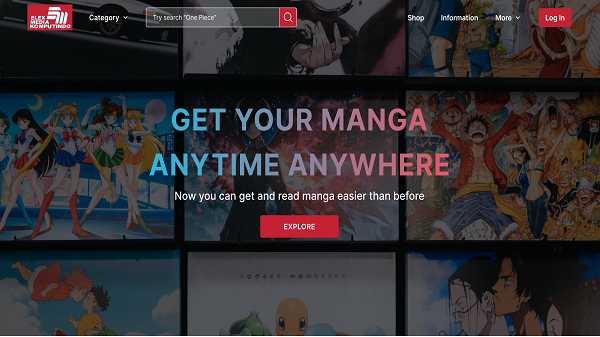 ELEX
MEDIA
KOMPUTINDO
Category
Try search "One Piece"
Shop
Information
More
Log In
GET YOUR MANGA
ANYTIME ANYWHERE
Now you can get and read manga easier than before
EXPLORE